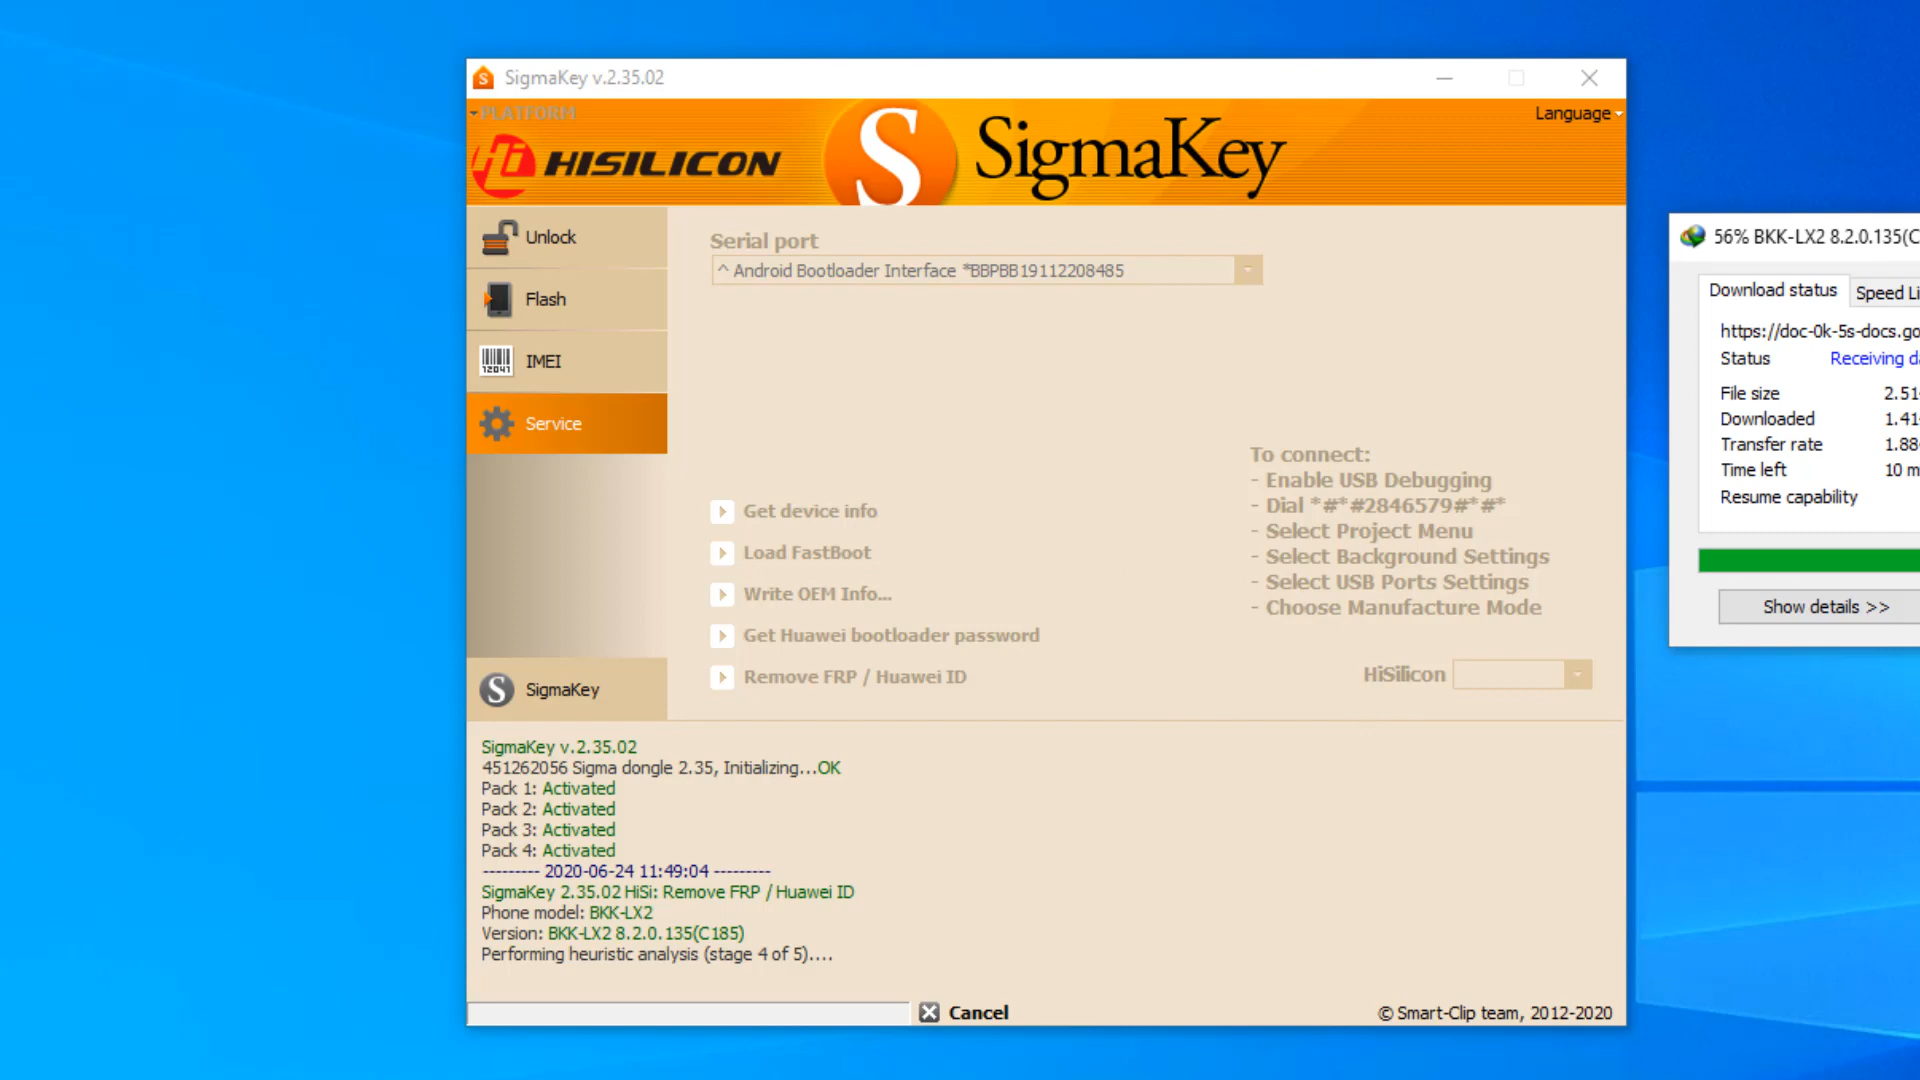 SigmaKey v.2.35.02
PLATFORM
Language
Hi HISILICON
S SigmaKey
Unlock
Flash
12041
IMEI
Service
SigmaKey
Serial port
^ Android Bootloader Interface *BBPBB19112208485
To connect:
- Enable USB Debugging
- Dial *#*#2846579#*#*
- Select Project Menu
- Select Background Settings
- Select USB Ports Settings
- Choose Manufacture Mode
Get device info
Load FastBoot
Write OEM Info...
Get Huawei bootloader password
Remove FRP / Huawei ID
HiSilicon
SigmaKey v.2.35.02
451262056 Sigma dongle 2.35, Initializing...OK
Pack 1: Activated
Pack 2: Activated
Pack 3: Activated
Pack 4: Activated
--------- 2020-06-24 11:49:04 ---------
SigmaKey 2.35.02 HiSi: Remove FRP / Huawei ID
Phone model: BKK-LX2
Version: BKK-LX2 8.2.0.135(C185)
Performing heuristic analysis (stage 4 of 5)....
Cancel
© Smart-Clip team, 2012-2020
56% BKK-LX2 8.2.0.135(C
Download status
Speed Li
https://doc-0k-5s-docs.go
Status Receiving da
File size 2.51
Downloaded 1.41
Transfer rate 1.88
Time left 10 m
Resume capability
Show details >>